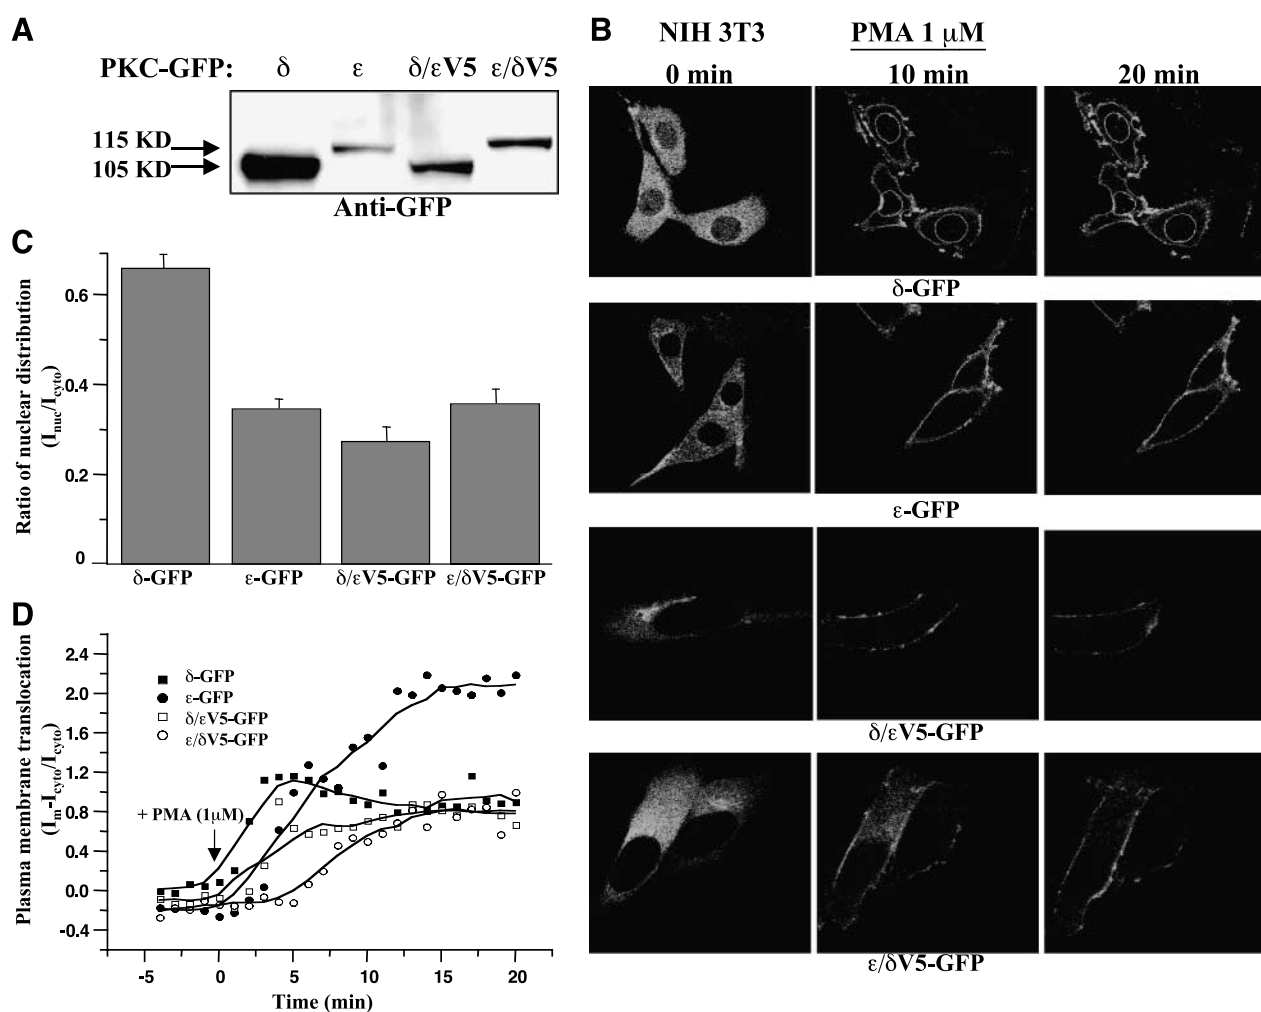 A
PKC-GFP: δ ε δ/εV5 ε/δV5
115 KD
105 KD
Anti-GFP
B
NIH 3T3 PMA 1 μM
0 min 10 min 20 min
δ-GFP
ε-GFP
δ/εV5-GFP
ε/δV5-GFP
C
Ratio of nuclear distribution
(Inuc/Icyto)
0.6
0.4
0.2
0
δ-GFP ε-GFP δ/εV5-GFP ε/δV5-GFP
D
Plasma membrane translocation
(Im-Icyto/Icyto)
2.4
2.0
1.6
1.2
0.8
0.4
0.0
-0.4
δ-GFP
ε-GFP
δ/εV5-GFP
ε/δV5-GFP
+ PMA (1μM)
-5 0 5 10 15 20
Time (min)